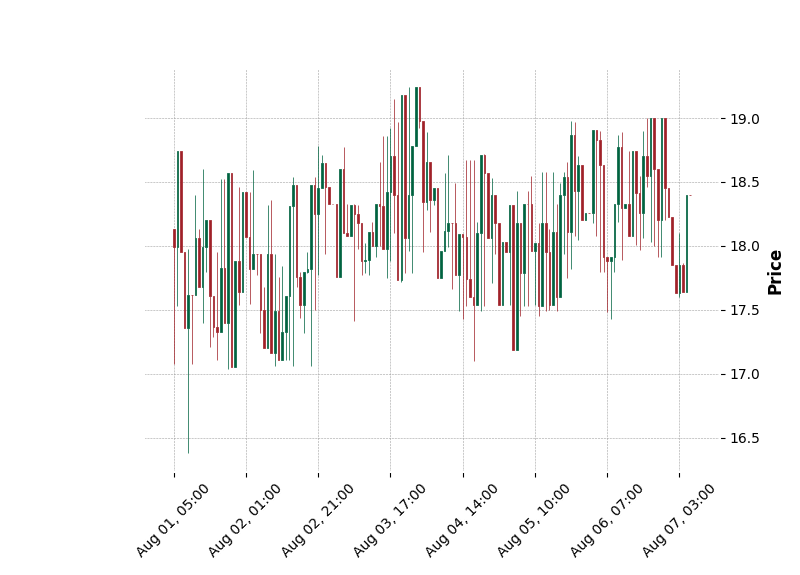 19.0
18.5
18.0
17.5
17.0
16.5
Price
Aug 01, 05:00
Aug 02, 01:00
Aug 02, 21:00
Aug 03, 17:00
Aug 04, 14:00
Aug 05, 10:00
Aug 06, 07:00
Aug 07, 03:00